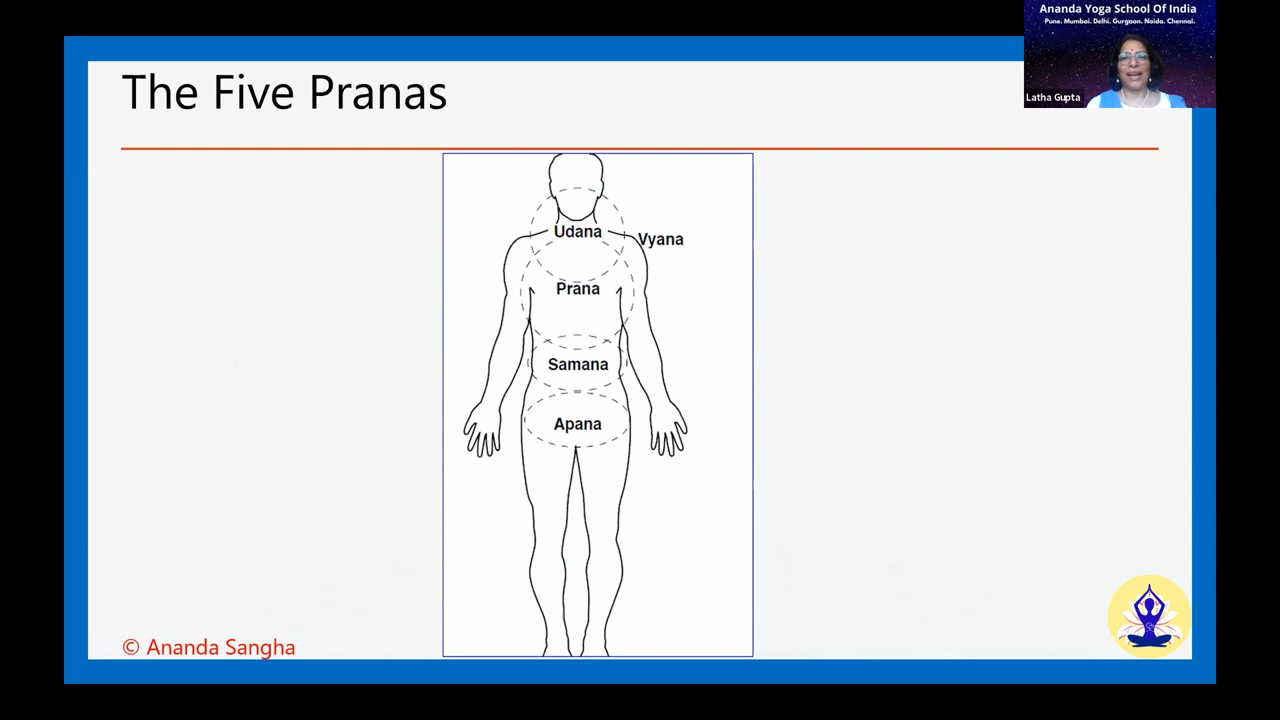 Ananda Yoga School Of India
Pune. Mumbai. Delhi. Gurgaon. Noida. Chennai.
Latha Gupta
The Five Pranas
Udana
Vyana
Prana
Samana
Apana
© Ananda Sangha